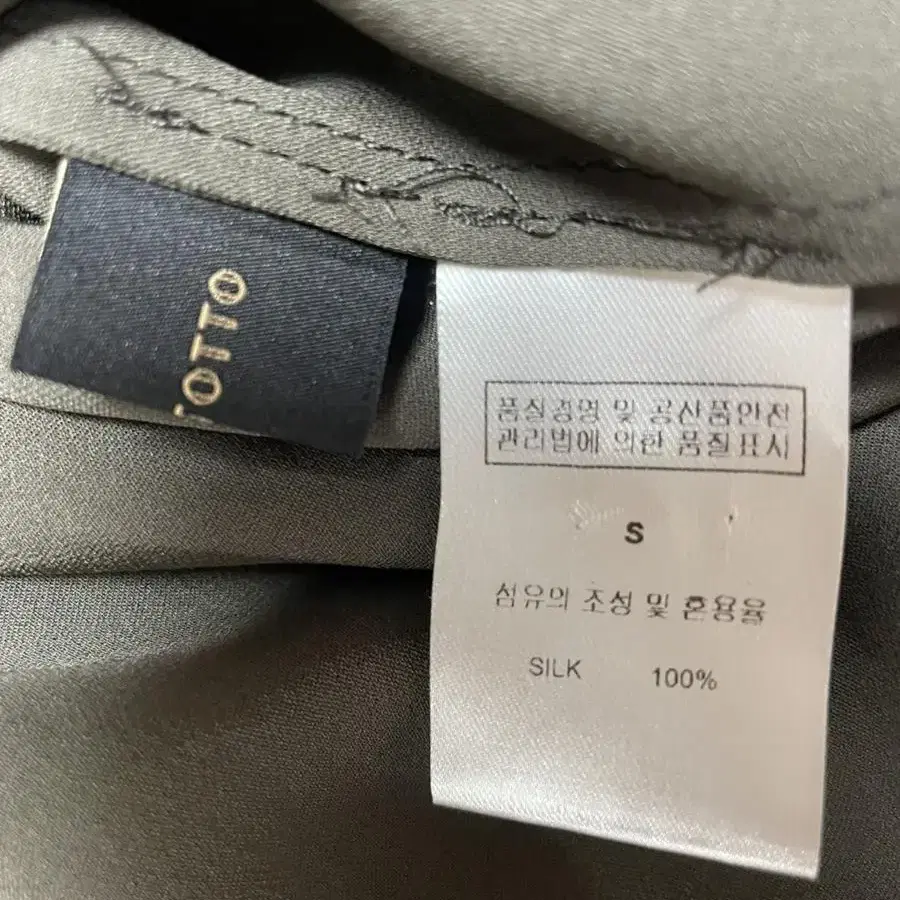 OTTO
품질경영 및 공산품안전
관리법에 의한 품질표시
S
섬유의 조성 및 혼용율
SILK 100%